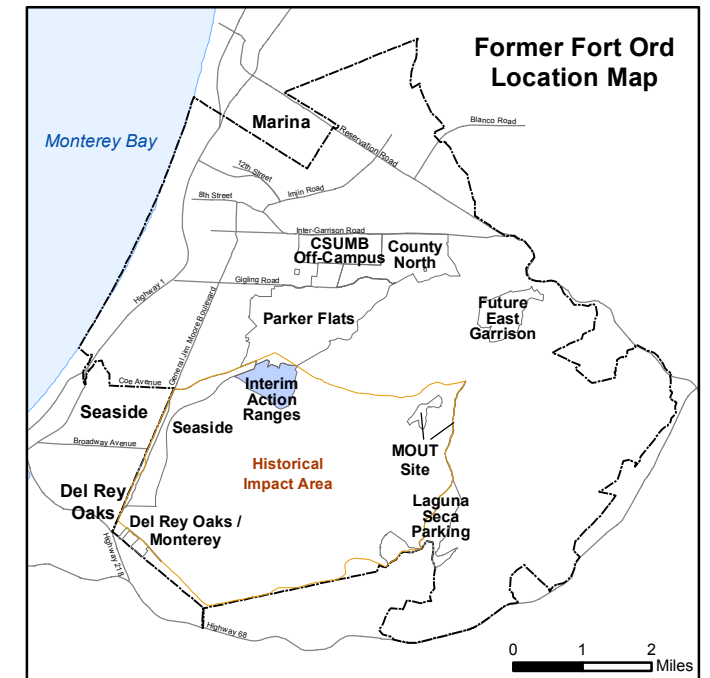 Former Fort Ord
Location Map
Marina
Blanco Road
Reservation Road
Monterey Bay
12th Street
Imjin Road
8th Street
Inter-Garrison Road
CSUMB
Off-Campus
County
North
Gigling Road
Highway 1
General Jim Moore Boulevard
Parker Flats
Future
East
Garrison
Coe Avenue
Interim
Action
Ranges
Seaside
Seaside
Broadway Avenue
MOUT
Site
Historical
Impact Area
Del Rey
Oaks
Laguna
Seca
Parking
Del Rey Oaks /
Monterey
Highway 218
Highway 68
0 1 2
Miles